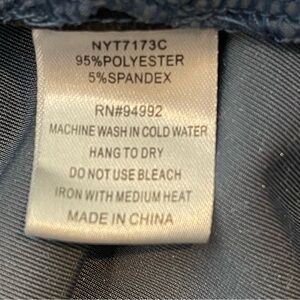 NYT7173C
95%POLYESTER
5%SPANDEX
RN#94992
MACHINE WASH IN COLD WATER
HANG TO DRY
DO NOT USE BLEACH
IRON WITH MEDIUM HEAT
MADE IN CHINA